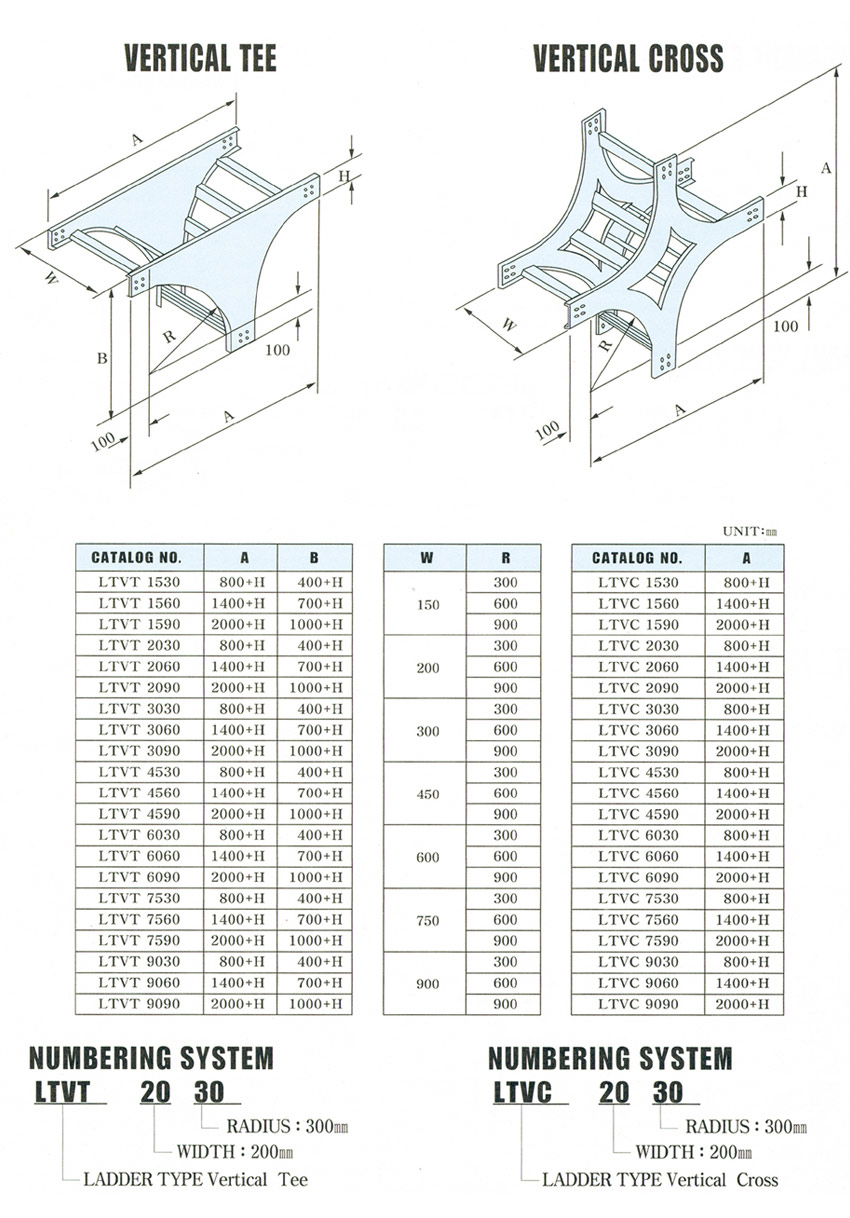 VERTICAL TEE
VERTICAL CROSS
A
H
W
R
B
100
A
100
A
H
W
R
100
A
100
UNIT:㎜
CATALOG NO. A B W R CATALOG NO. A
LTVT 1530 800+H 400+H 150 300 LTVC 1530 800+H
LTVT 1560 1400+H 700+H 600 LTVC 1560 1400+H
LTVT 1590 2000+H 1000+H 900 LTVC 1590 2000+H
LTVT 2030 800+H 400+H 200 300 LTVC 2030 800+H
LTVT 2060 1400+H 700+H 600 LTVC 2060 1400+H
LTVT 2090 2000+H 1000+H 900 LTVC 2090 2000+H
LTVT 3030 800+H 400+H 300 300 LTVC 3030 800+H
LTVT 3060 1400+H 700+H 600 LTVC 3060 1400+H
LTVT 3090 2000+H 1000+H 900 LTVC 3090 2000+H
LTVT 4530 800+H 400+H 450 300 LTVC 4530 800+H
LTVT 4560 1400+H 700+H 600 LTVC 4560 1400+H
LTVT 4590 2000+H 1000+H 900 LTVC 4590 2000+H
LTVT 6030 800+H 400+H 600 300 LTVC 6030 800+H
LTVT 6060 1400+H 700+H 600 LTVC 6060 1400+H
LTVT 6090 2000+H 1000+H 900 LTVC 6090 2000+H
LTVT 7530 800+H 400+H 750 300 LTVC 7530 800+H
LTVT 7560 1400+H 700+H 600 LTVC 7560 1400+H
LTVT 7590 2000+H 1000+H 900 LTVC 7590 2000+H
LTVT 9030 800+H 400+H 900 300 LTVC 9030 800+H
LTVT 9060 1400+H 700+H 600 LTVC 9060 1400+H
LTVT 9090 2000+H 1000+H 900 LTVC 9090 2000+H
NUMBERING SYSTEM
LTVT 20 30
RADIUS : 300㎜
WIDTH : 200㎜
LADDER TYPE Vertical Tee
NUMBERING SYSTEM
LTVC 20 30
RADIUS : 300㎜
WIDTH : 200㎜
LADDER TYPE Vertical Cross